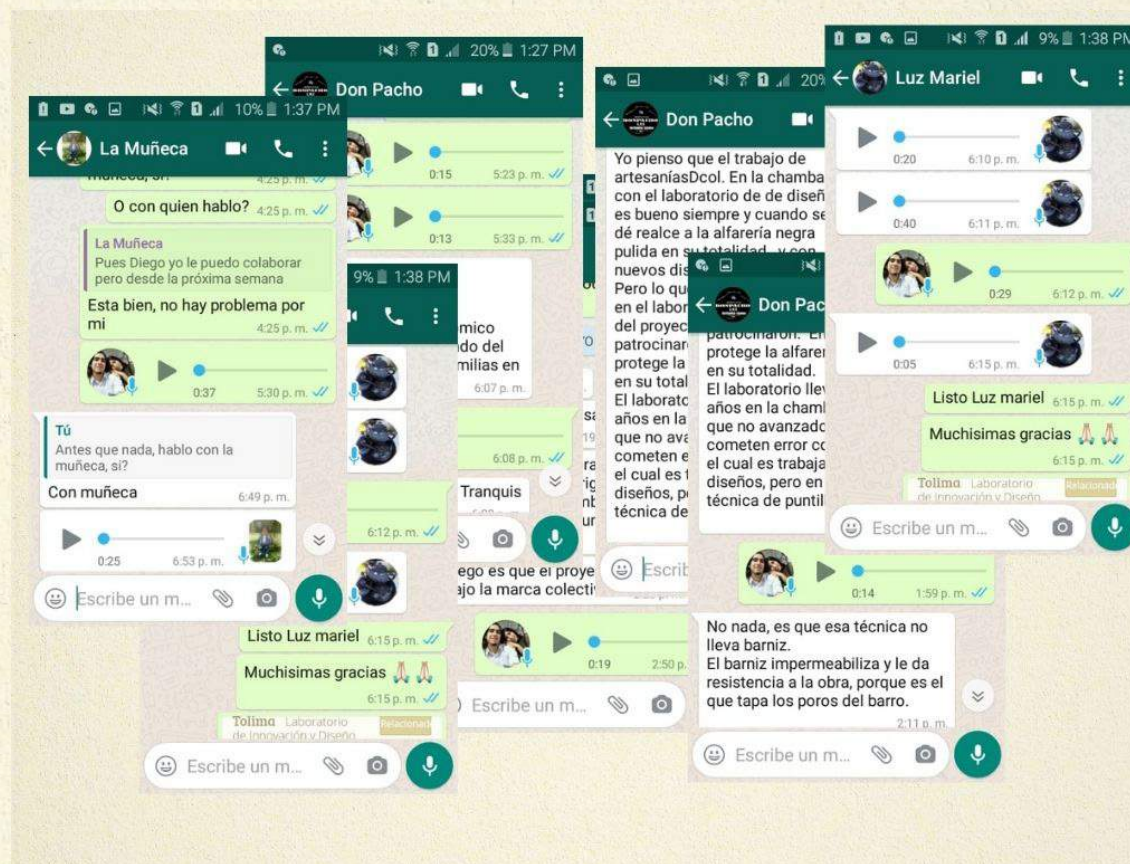 10% 1:37 PM
La Muñeca
4:25 p. m.
O con quien hablo? 4:25 p. m.
La Muñeca
Pues Diego yo le puedo colaborar
pero desde la próxima semana
Esta bien, no hay problema por
mi
4:25 p. m.
0:37 5:30 p. m.
Tú
Antes que nada, hablo con la
muñeca, si?
Con muñeca
6:49 p. m.
0:25 6:53 p. m.
Escribe un m...
20% 1:27 PM
Don Pacho
0:15 5:23 p. m.
0:13 5:33 p. m.
do del
milias en
6:07 p. m.
6:08 p. m.
Tranquis
9% 1:38 PM
6:12 p. m.
Listo Luz mariel 6:15 p. m.
Muchisimas gracias
6:15 p. m.
Tolima Laboratorio
de Innovación y Diseño
Escribe un m...
ego es que el proye
ajo la marca colecti
0:19 2:50 p.
Escribe un m...
20%
Don Pacho
Yo pienso que el trabajo de
artesaníasDcol. En la chamba
con el laboratorio de de diseñ
es bueno siempre y cuando se
dé realce a la alfarería negra
pulida en su totalidad y con
nuevos dis
Pero lo qu
en el labor
del proyec
patrocinar
protege la
en su total
El laborato
años en la
que no ava
cometen e
el cual es t
diseños, p
técnica de
Escrib
Don Pac
protege la alfarer
en su totalidad.
El laboratorio llev
años en la chaml
que no avanzado
cometen error co
el cual es trabaja
diseños, pero en
técnica de puntil
0:14 1:59 p. m.
No nada, es que esa técnica no
lleva barniz.
El barniz impermeabiliza y le da
resistencia a la obra, porque es el
que tapa los poros del barro.
2:11 p. m.
Escribe un m...
9% 1:38 PM
Luz Mariel
0:20 6:10 p. m.
0:40 6:11 p. m.
0:29 6:12 p. m.
0:05 6:15 p. m.
Listo Luz mariel 6:15 p. m.
Muchisimas gracias
6:15 p. m.
Tolima Laboratorio
de Innovación y Diseño
Escribe un m...